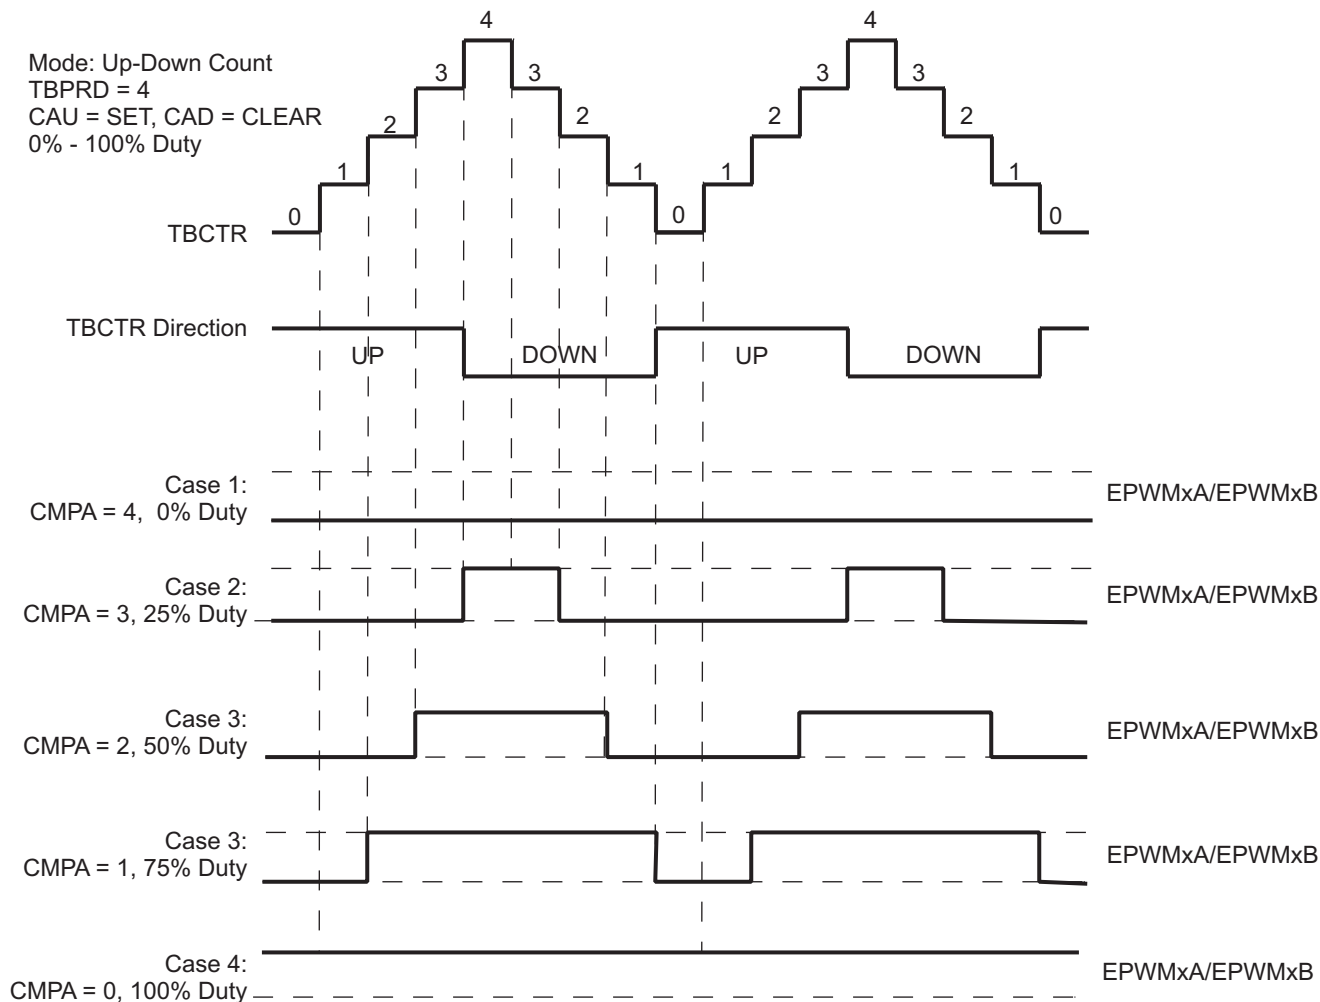 4
4
Mode: Up-Down Count
TBPRD = 4
CAU = SET, CAD = CLEAR
0% - 100% Duty
3
3
3
3
2
2
2
2
1
1
1
1
0
0
0
TBCTR
TBCTR Direction
UP
DOWN
UP
DOWN
Case 1:
CMPA = 4, 0% Duty
EPWMxA/EPWMxB
Case 2:
CMPA = 3, 25% Duty
EPWMxA/EPWMxB
Case 3:
CMPA = 2, 50% Duty
EPWMxA/EPWMxB
Case 3:
CMPA = 1, 75% Duty
EPWMxA/EPWMxB
Case 4:
CMPA = 0, 100% Duty
EPWMxA/EPWMxB